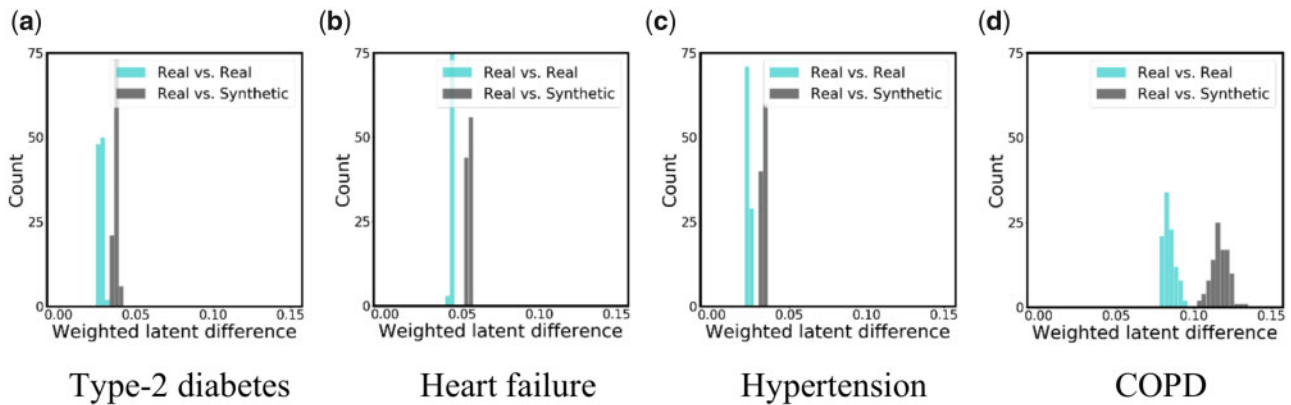 (a)
75
50
25
0
Count
Real vs. Real
Real vs. Synthetic
0.00 0.05 0.10 0.15
Weighted latent difference
Type-2 diabetes
(b)
75
50
25
0
Count
Real vs. Real
Real vs. Synthetic
0.00 0.05 0.10 0.15
Weighted latent difference
Heart failure
(c)
75
50
25
0
Count
Real vs. Real
Real vs. Synthetic
0.00 0.05 0.10 0.15
Weighted latent difference
Hypertension
(d)
75
50
25
0
Count
Real vs. Real
Real vs. Synthetic
0.00 0.05 0.10 0.15
Weighted latent difference
COPD